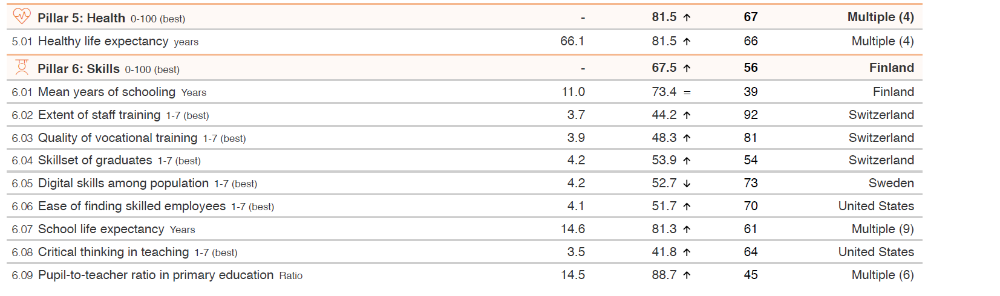 Pillar 5: Health 0-100 (best) - 81.5 ↑ 67 Multiple (4)
5.01 Healthy life expectancy years 66.1 81.5 ↑ 66 Multiple (4)
Pillar 6: Skills 0-100 (best) - 67.5 ↑ 56 Finland
6.01 Mean years of schooling Years 11.0 73.4 = 39 Finland
6.02 Extent of staff training 1-7 (best) 3.7 44.2 ↑ 92 Switzerland
6.03 Quality of vocational training 1-7 (best) 3.9 48.3 ↑ 81 Switzerland
6.04 Skillset of graduates 1-7 (best) 4.2 53.9 ↑ 54 Switzerland
6.05 Digital skills among population 1-7 (best) 4.2 52.7 ↓ 73 Sweden
6.06 Ease of finding skilled employees 1-7 (best) 4.1 51.7 ↑ 70 United States
6.07 School life expectancy Years 14.6 81.3 ↑ 61 Multiple (9)
6.08 Critical thinking in teaching 1-7 (best) 3.5 41.8 ↑ 64 United States
6.09 Pupil-to-teacher ratio in primary education Ratio 14.5 88.7 ↑ 45 Multiple (6)